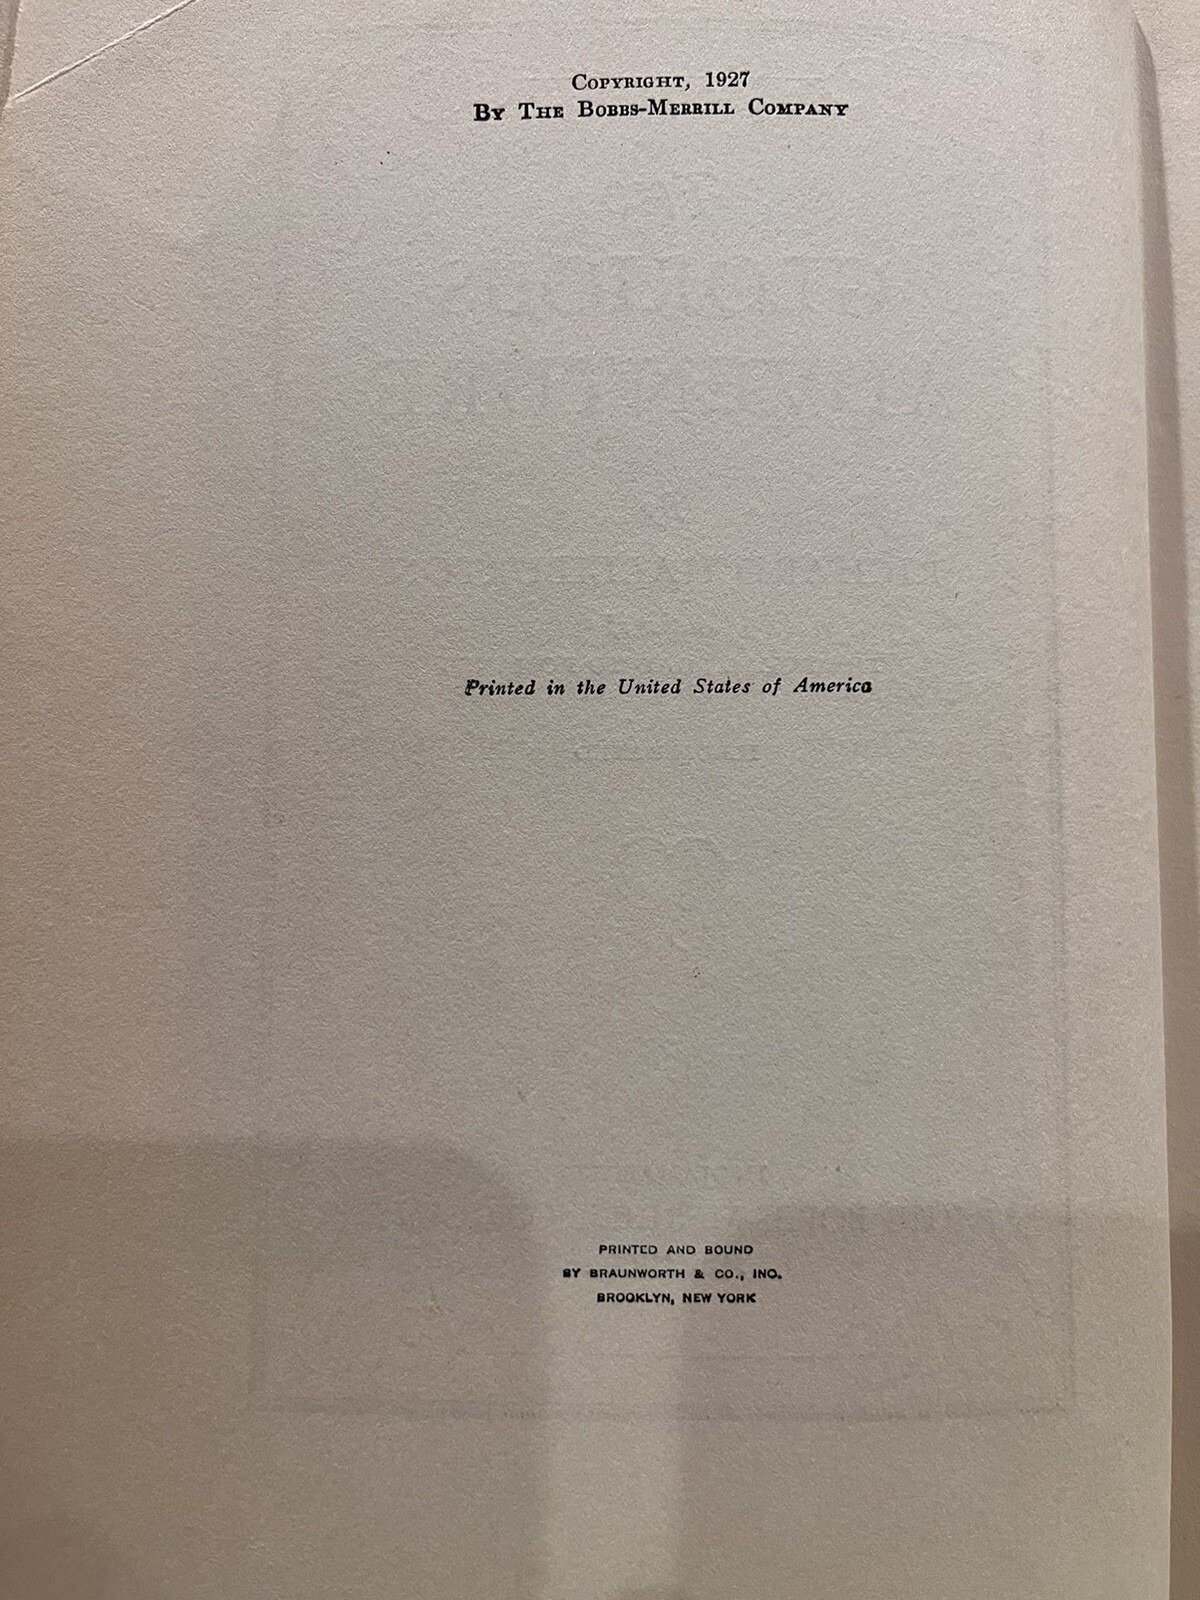 COPYRIGHT, 1927
BY THE BOBBS-MERRILL COMPANY
Printed in the United States of America
PRINTED AND BOUND
BY BRAUNWORTH & CO., INC.
BROOKLYN, NEW YORK